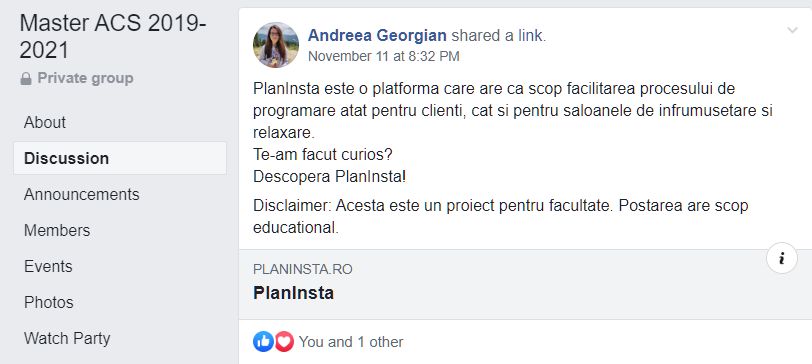 Master ACS 2019-
2021
Private group
About
Discussion
Announcements
Members
Events
Photos
Watch Party
Andreea Georgian shared a link.
November 11 at 8:32 PM
PlanInsta este o platforma care are ca scop facilitarea procesului de
programare atat pentru clienti, cat si pentru saloanele de infrumusetare si
relaxare.
Te-am facut curios?
Descopera PlanInsta!
Disclaimer: Acesta este un proiect pentru facultate. Postarea are scop
educational.
PLANINSTA.RO
PlanInsta
i
You and 1 other